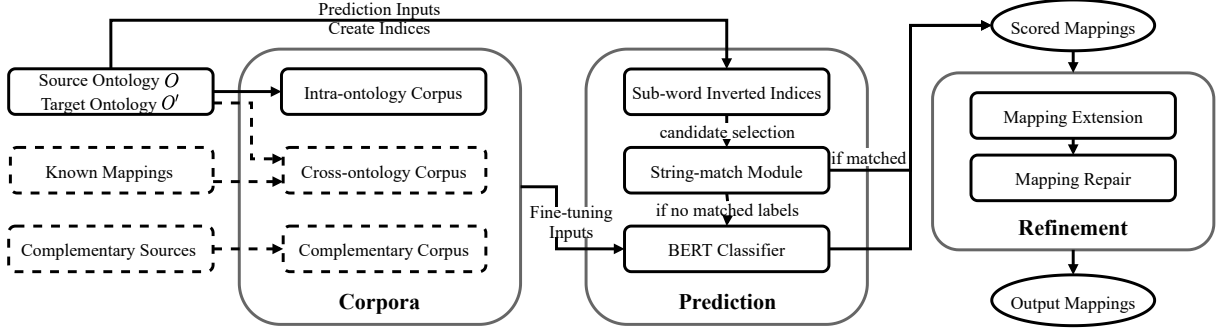 Prediction Inputs
Create Indices
Source Ontology O
Target Ontology O′
Known Mappings
Complementary Sources
Intra-ontology Corpus
Cross-ontology Corpus
Complementary Corpus
Corpora
Fine-tuning
Inputs
Sub-word Inverted Indices
candidate selection
String-match Module
if no matched labels
BERT Classifier
Prediction
if matched
Scored Mappings
Mapping Extension
Mapping Repair
Refinement
Output Mappings